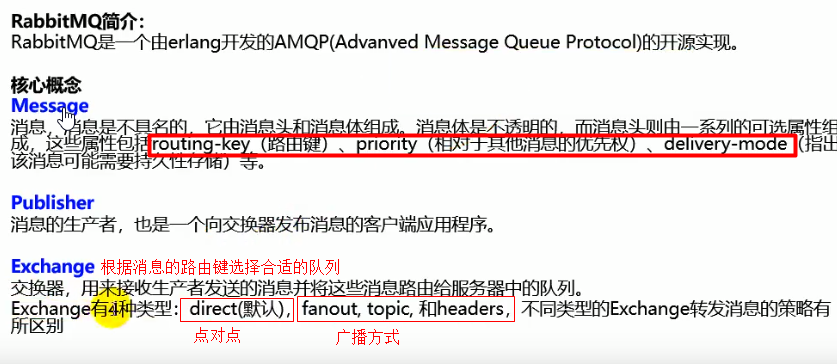 RabbitMQ简介：
RabbitMQ是一个由erlang开发的AMQP(Advanved Message Queue Protocol)的开源实现。
核心概念
Message
消息，消息是不具名的，它由消息头和消息体组成。消息体是不透明的，而消息头则由一系列的可选属性组
成，这些属性包括routing-key（路由键）、priority（相对于其他消息的优先权）、delivery-mode（指出
该消息可能需要持久性存储）等。
Publisher
消息的生产者，也是一个向交换器发布消息的客户端应用程序。
Exchange 根据消息的路由键选择合适的队列
交换器，用来接收生产者发送的消息并将这些消息路由给服务器中的队列。
Exchange有4种类型：direct(默认)，fanout, topic, 和headers，不同类型的Exchange转发消息的策略有
所区别
点对点 广播方式